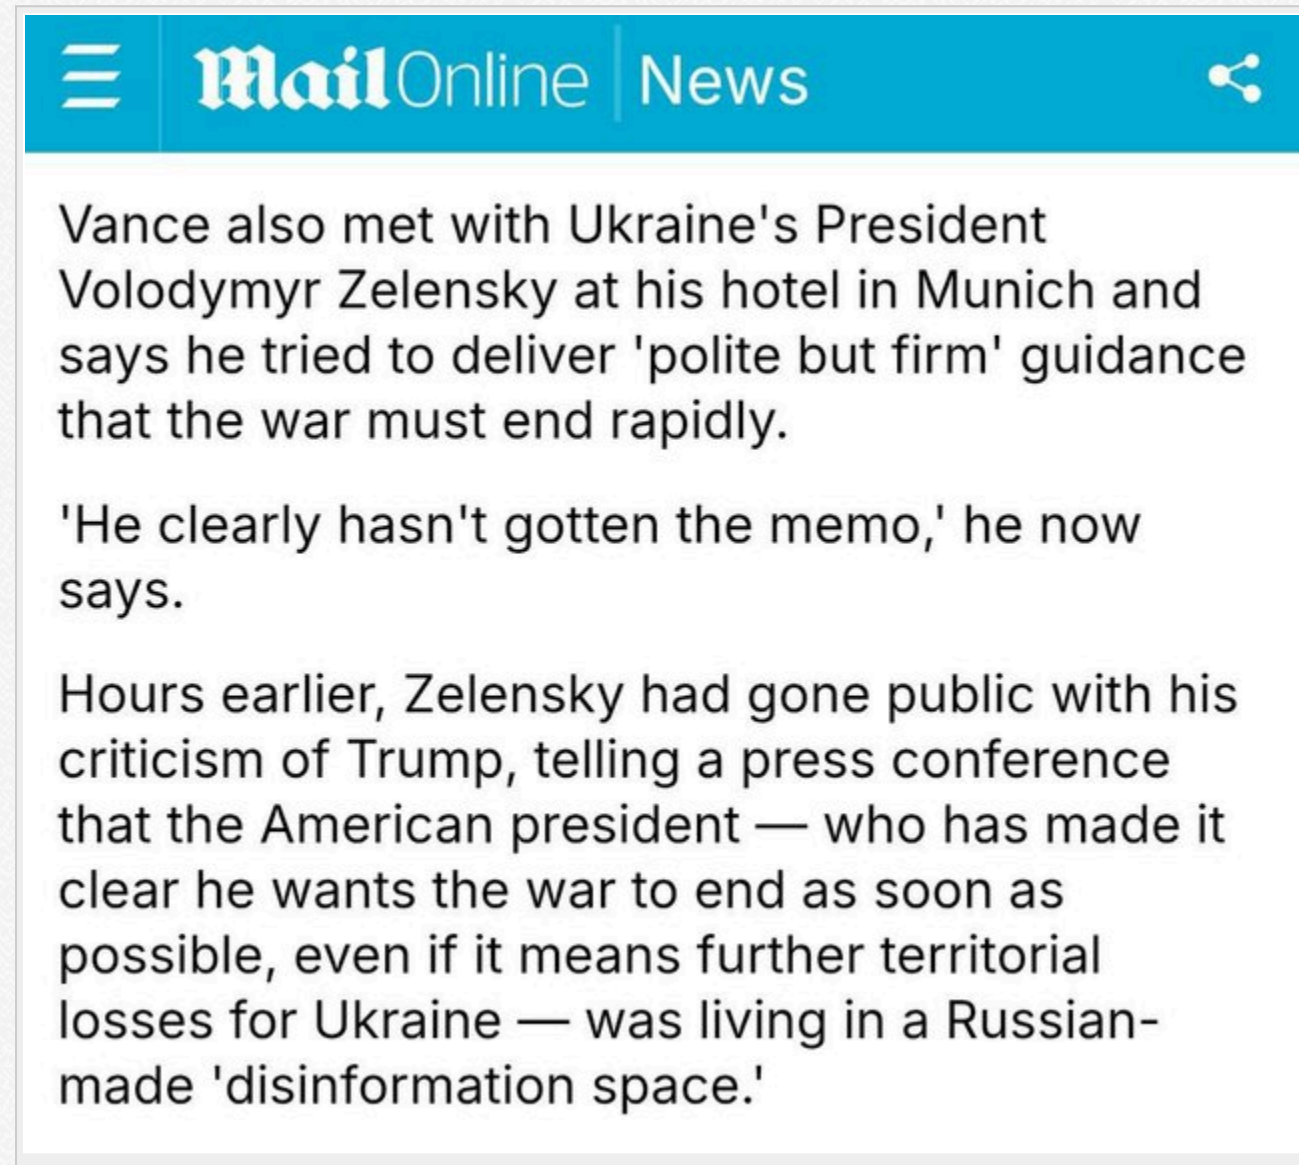 MailOnline News
Vance also met with Ukraine's President
Volodymyr Zelensky at his hotel in Munich and
says he tried to deliver 'polite but firm' guidance
that the war must end rapidly.
'He clearly hasn't gotten the memo,' he now
says.
Hours earlier, Zelensky had gone public with his
criticism of Trump, telling a press conference
that the American president — who has made it
clear he wants the war to end as soon as
possible, even if it means further territorial
losses for Ukraine — was living in a Russian-
made 'disinformation space.'